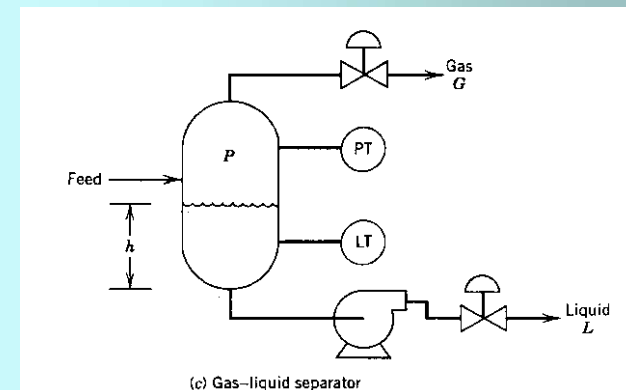 Gas
G
P
PT
Feed
h
LT
Liquid
L
(c) Gas–liquid separator